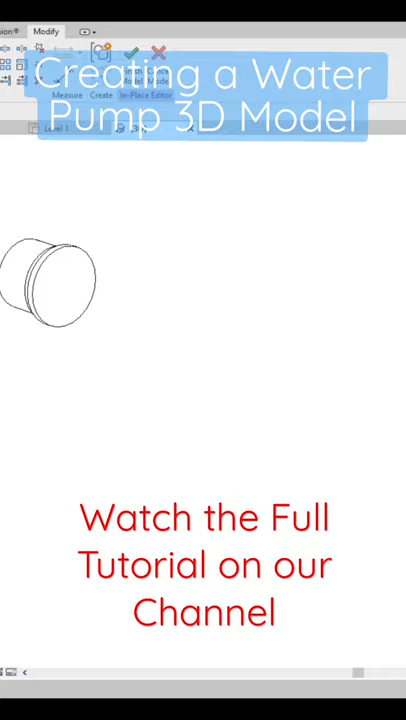 Modify
Creating a Water
Pump 3D Model
Measure Create In-Place Editor
Level 1
Watch the Full
Tutorial on our
Channel